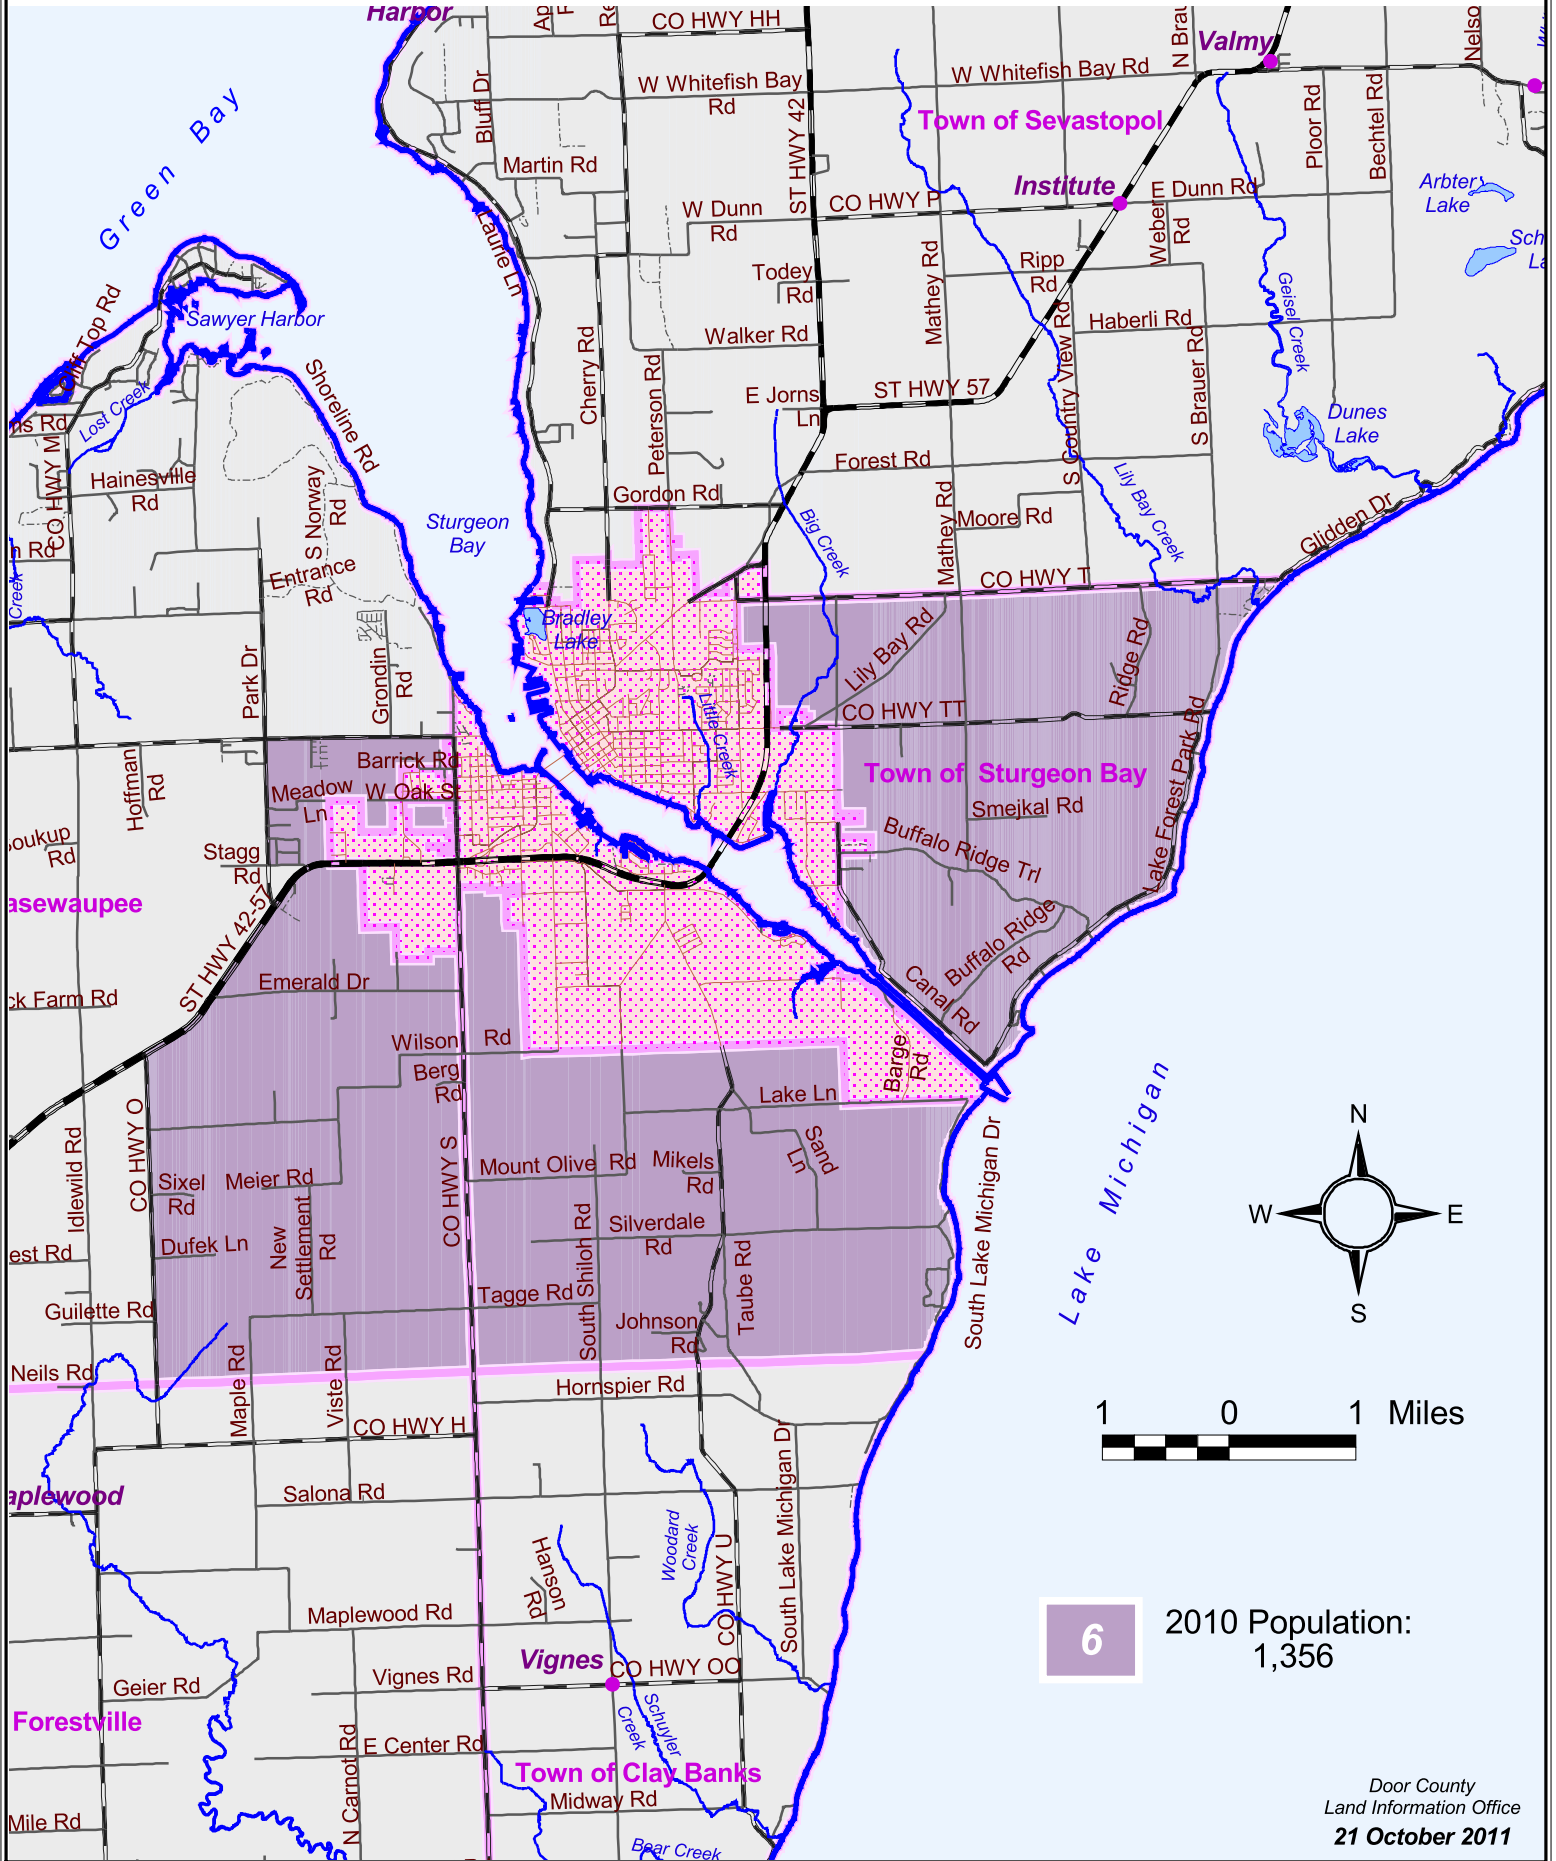 Harbor
CO HWY HH
Valmy
W Whitefish Bay
Rd
W Whitefish Bay Rd
Bluff Dr
ST HWY 42
Town of Sevastopol
Ploor Rd
Bechtel Rd
Green Bay
Martin Rd
Institute
E Dunn Rd
Arbter
Lake
CO HWY P
W Dunn
Rd
Weber
Rd
Laurie Ln
Mathey Rd
Ripp
Rd
Todey
Rd
Geisel Creek
Cliff Top Rd
Sawyer Harbor
Walker Rd
Haberli Rd
Cherry Rd
Peterson Rd
S Country View Rd
S Brauer Rd
Shoreline Rd
E Jorns
Ln
ST HWY 57
Lost Creek
Dunes
Lake
CO HWY M
Forest Rd
Hainesville
Rd
S Norway
Rd
Gordon Rd
Lily Bay Creek
Sturgeon
Bay
Big Creek
Mathey Rd
Moore Rd
Glidden Dr
Entrance
Rd
CO HWY T
Creek
Bradley
Lake
Lily Bay Rd
Ridge Rd
Park Dr
Grondin
Rd
Little Creek
CO HWY TT
Lake Forest Park Rd
Hoffman
Rd
Barrick Rd
Town of Sturgeon Bay
Meadow
Ln
W Oak St
Smejkal Rd
Buffalo Ridge Trl
Stagg
Rd
ST HWY 42-57
Buffalo Ridge
Rd
Emerald Dr
Canal Rd
Wilson Rd
Berg
Rd
Barge
Rd
Lake Ln
Lake Michigan
N
W
E
S
Idlewild Rd
CO HWY O
CO HWY S
Sand
Ln
South Lake Michigan Dr
Sixel
Rd
Meier Rd
Mount Olive Rd
Mikels
Rd
New
Settlement
Rd
Dufek Ln
South Shiloh Rd
Silverdale
Rd
Taube Rd
Guilette Rd
Tagge Rd
Johnson
Rd
Neils Rd
Maple Rd
Viste Rd
Hornspier Rd
CO HWY H
1 0 1 Miles
South Lake Michigan Dr
Salona Rd
Woodard
Creek
CO HWY U
Hanson
Rd
Maplewood Rd
6
2010 Population:
1,356
Vignes
CO HWY OO
Vignes Rd
Geier Rd
Schuyler
Creek
Forestville
N Carnot Rd
E Center Rd
Town of Clay Banks
Midway Rd
Mile Rd
Bear Creek
Door County
Land Information Office
21 October 2011